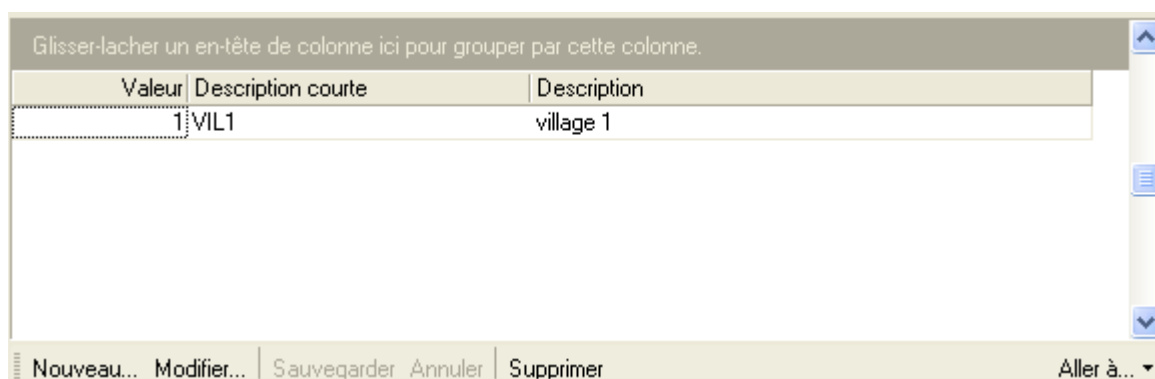 Glisser-lacher un en-tête de colonne ici pour grouper par cette colonne.
Valeur Description courte Description
1 VIL1 village 1
Nouveau... Modifier... Sauvegarder Annuler Supprimer Aller à...